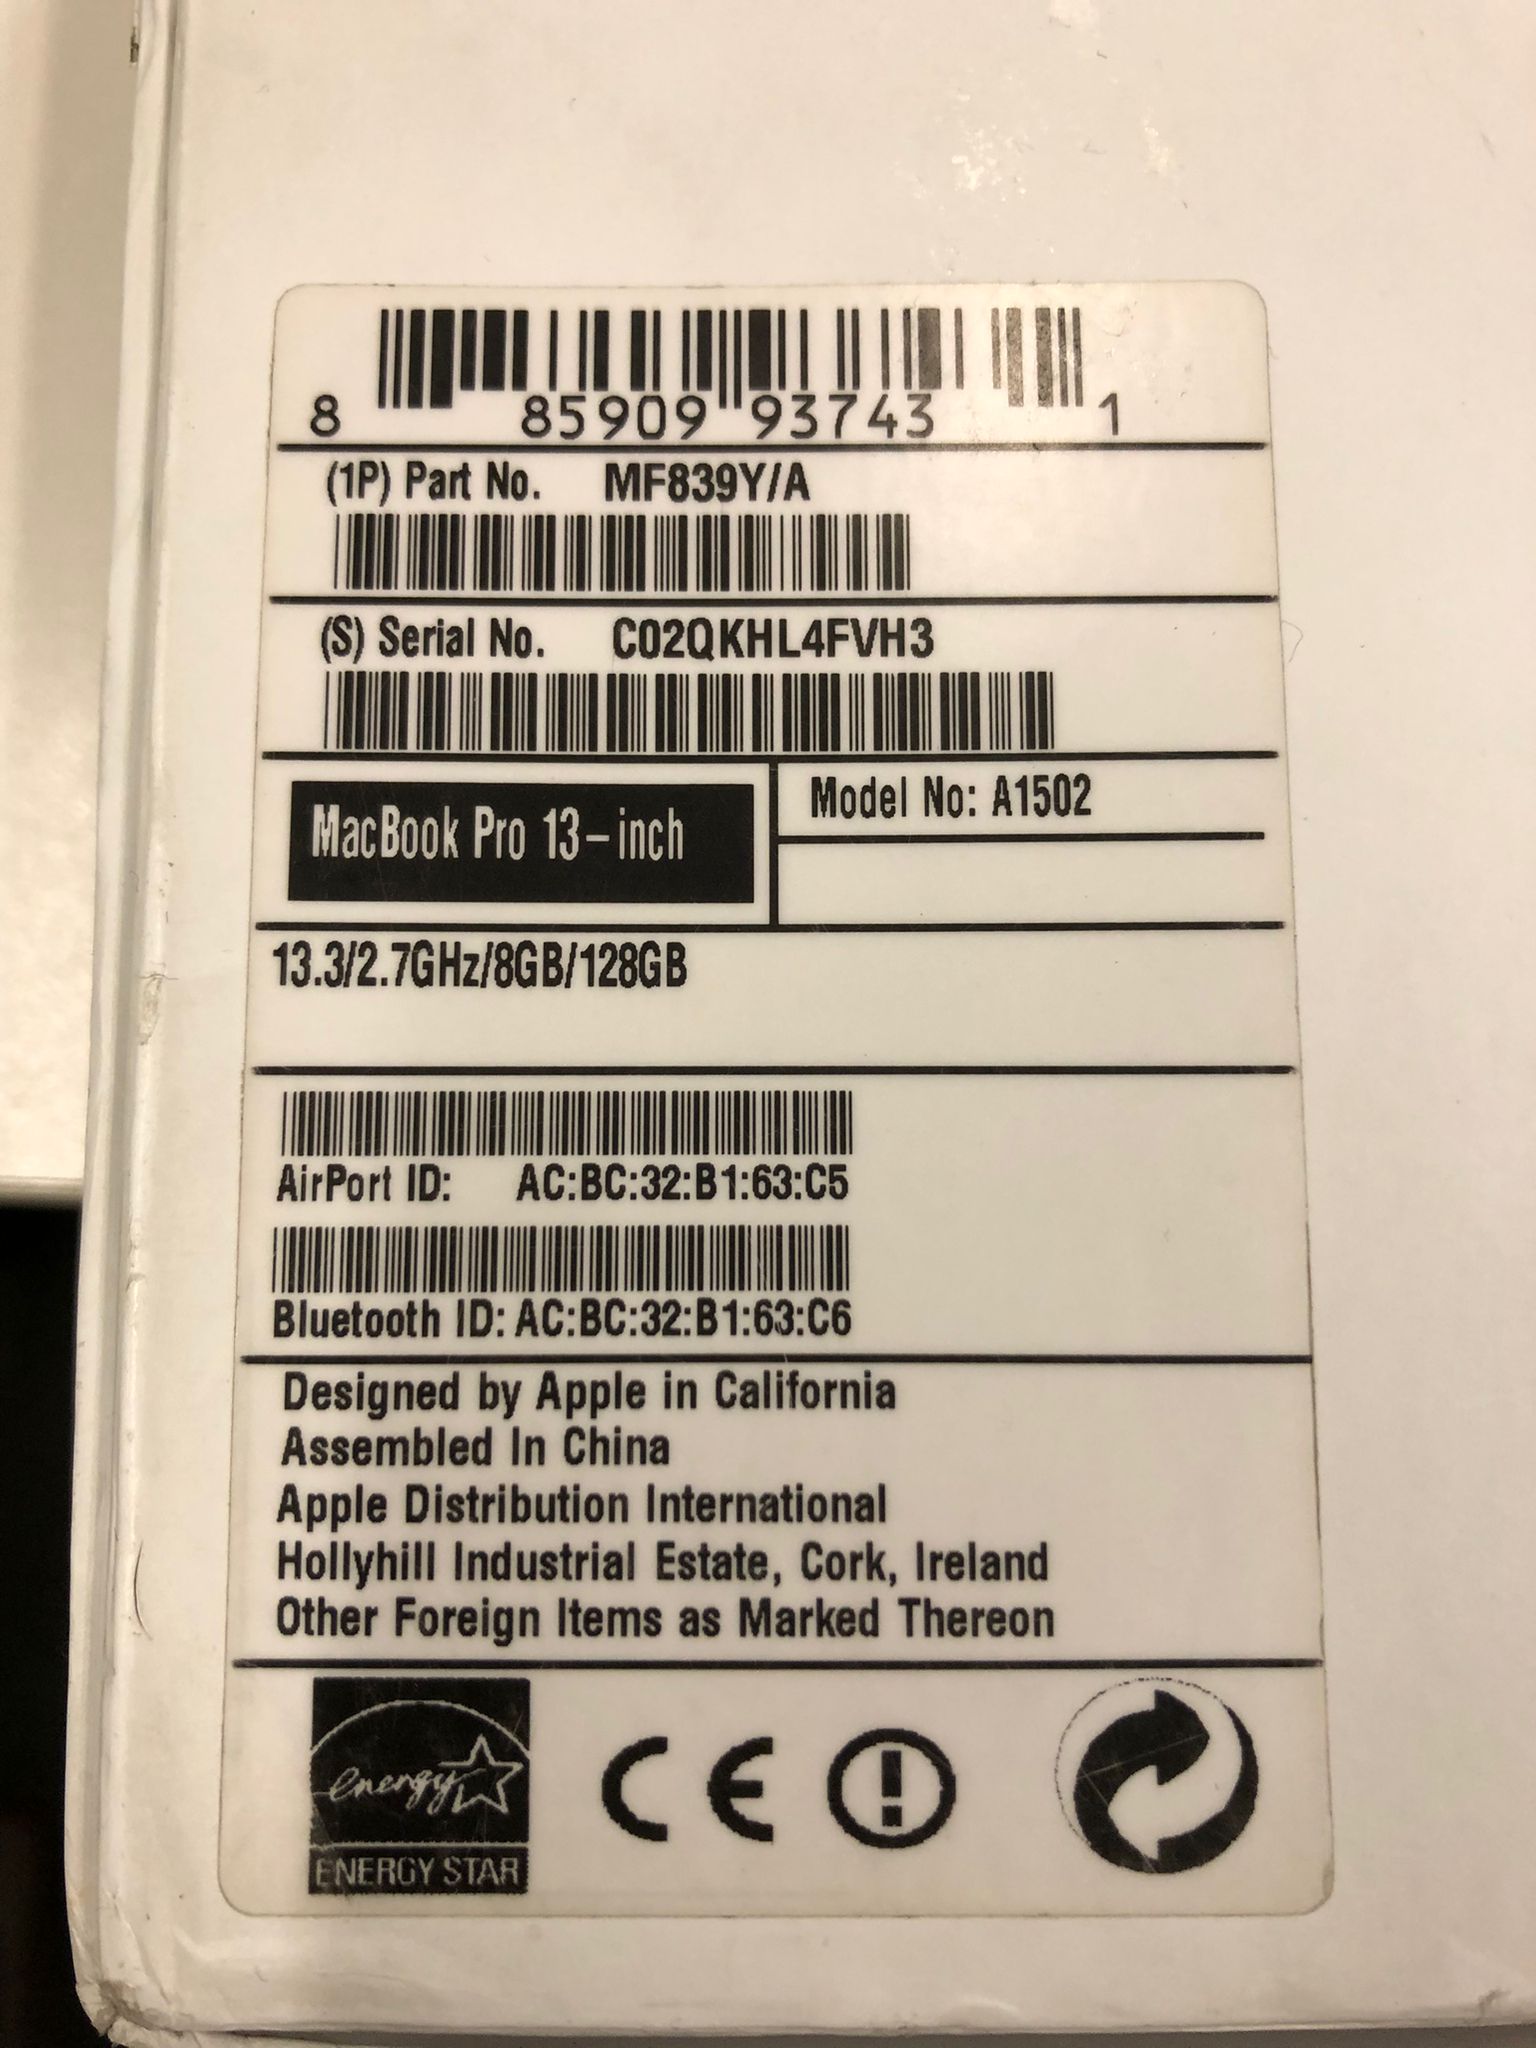 8 85909 93743 1
(1P) Part No. MF839Y/A
(S) Serial No. C02QKHL4FVH3
MacBook Pro 13-inch
Model No: A1502
13.3/2.7GHz/8GB/128GB
AirPort ID: AC:BC:32:B1:63:C5
Bluetooth ID: AC:BC:32:B1:63:C6
Designed by Apple in California
Assembled In China
Apple Distribution International
Hollyhill Industrial Estate, Cork, Ireland
Other Foreign Items as Marked Thereon
energy
ENERGY STAR
CE